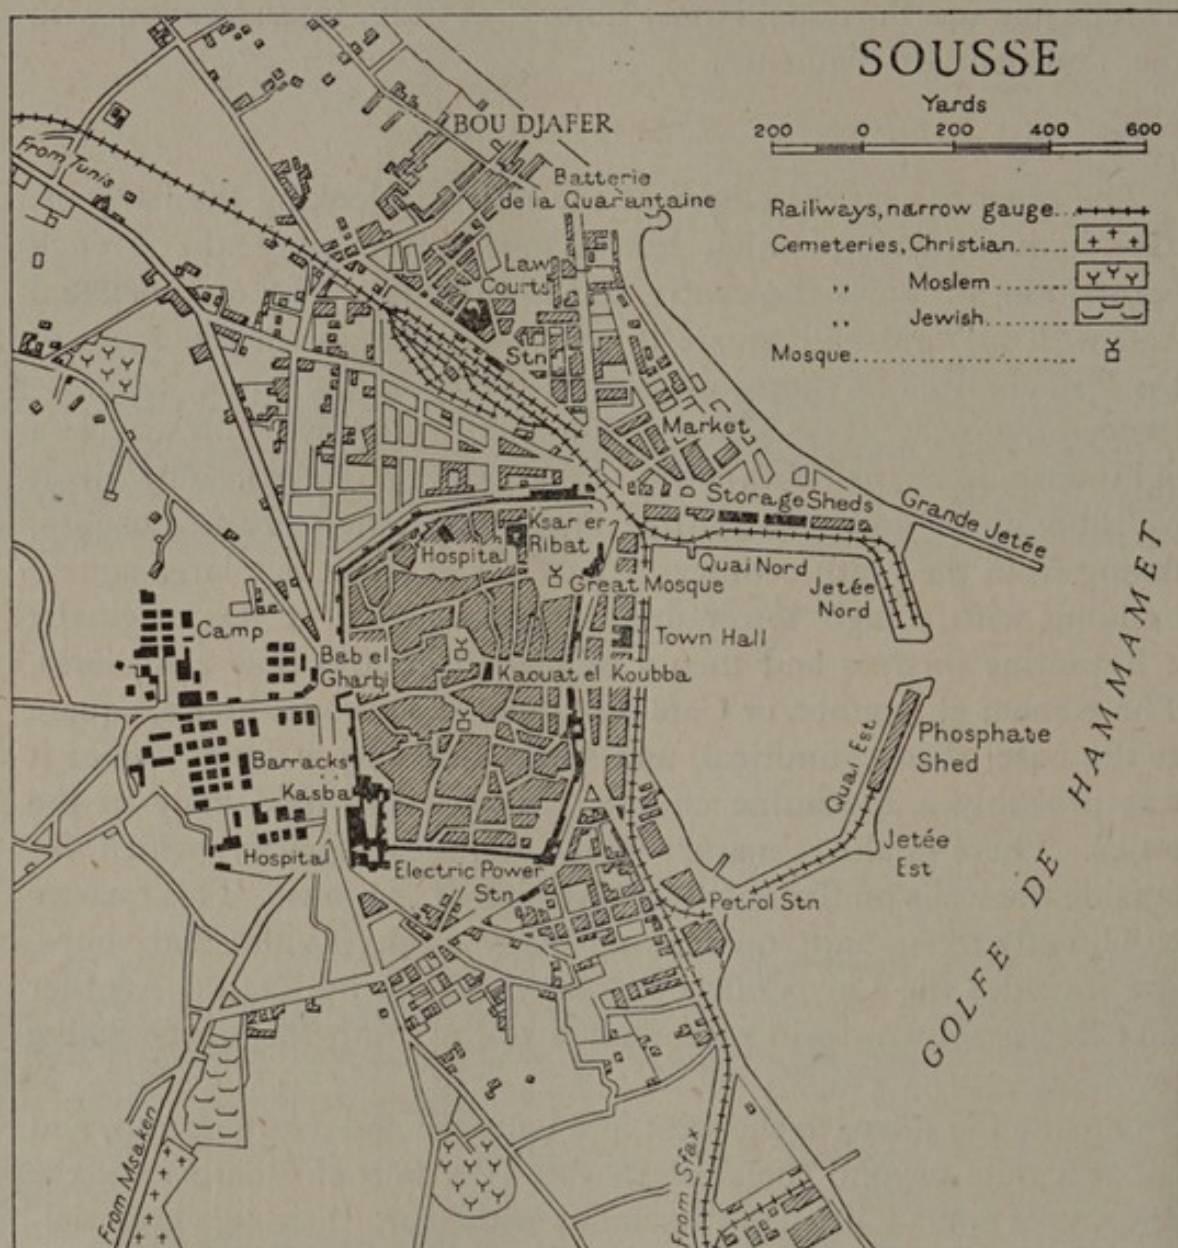 SOUSSE
Yards
200 0 200 400 600
Railways, narrow gauge...
Cemeteries, Christian......
,, Moslem........
,, Jewish........
Mosque......................
From Tunis
BOU DJAFER
Batterie
de la Quarantaine
Law
Courts
Stn
Market
Storage Sheds
Grande Jetée
Ksar er
Ribat
Hospital
Quai Nord
Great Mosque
Jetée
Nord
Camp
Town Hall
Bab el
Gharbi
Kaouat el Koubba
Quai Est
Phosphate
Shed
Barracks
Kasba
Jetée
Est
Hospital
Electric Power
Stn
Petrol Stn
GOLFE DE HAMMAMET
From Msaken
From Sfax